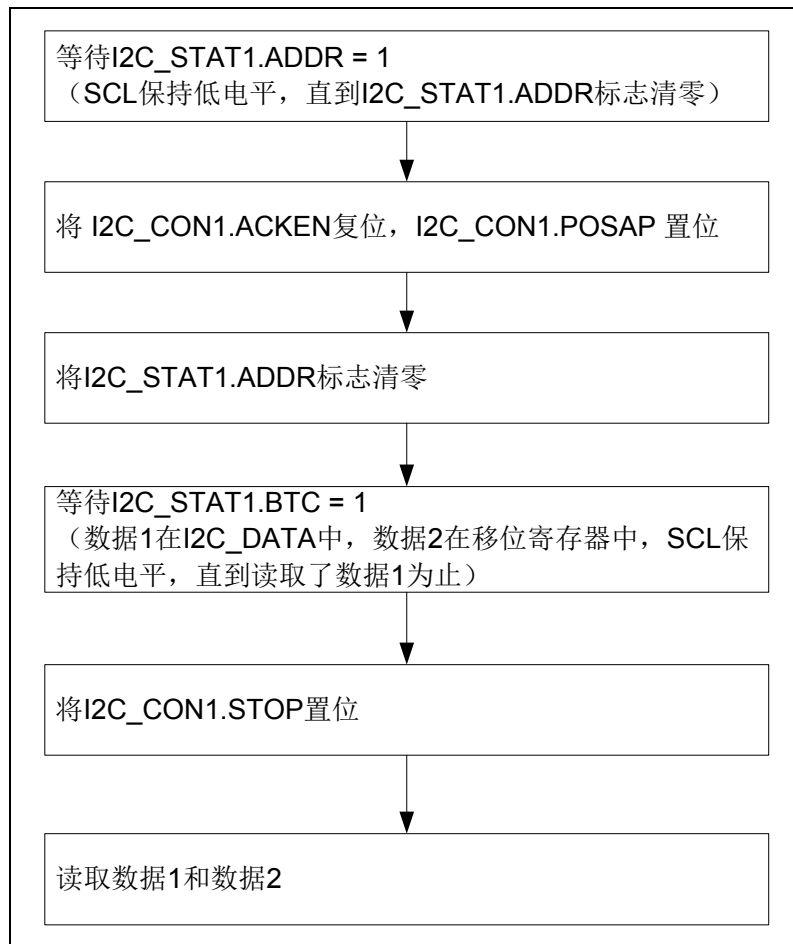 等待I2C_STAT1.ADDR = 1
（SCL保持低电平，直到I2C_STAT1.ADDR标志清零）
将 I2C_CON1.ACKEN复位，I2C_CON1.POSAP 置位
将I2C_STAT1.ADDR标志清零
等待I2C_STAT1.BTC = 1
（数据1在I2C_DATA中，数据2在移位寄存器中，SCL保
持低电平，直到读取了数据1为止）
将I2C_CON1.STOP置位
读取数据1和数据2